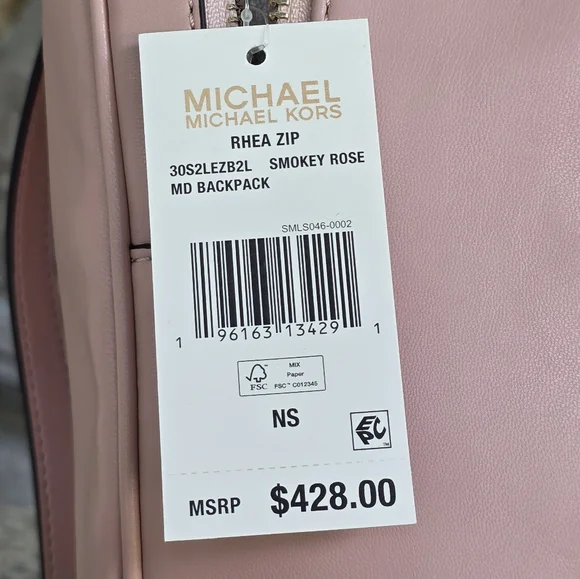 MICHAEL
MICHAEL KORS
RHEA ZIP
30S2LEZB2L SMOKEY ROSE
MD BACKPACK
SMLS046-0002
1 96163 13429 1
FSC
MIX
Paper
FSC™ C012345
NS
EPC™
MSRP $428.00